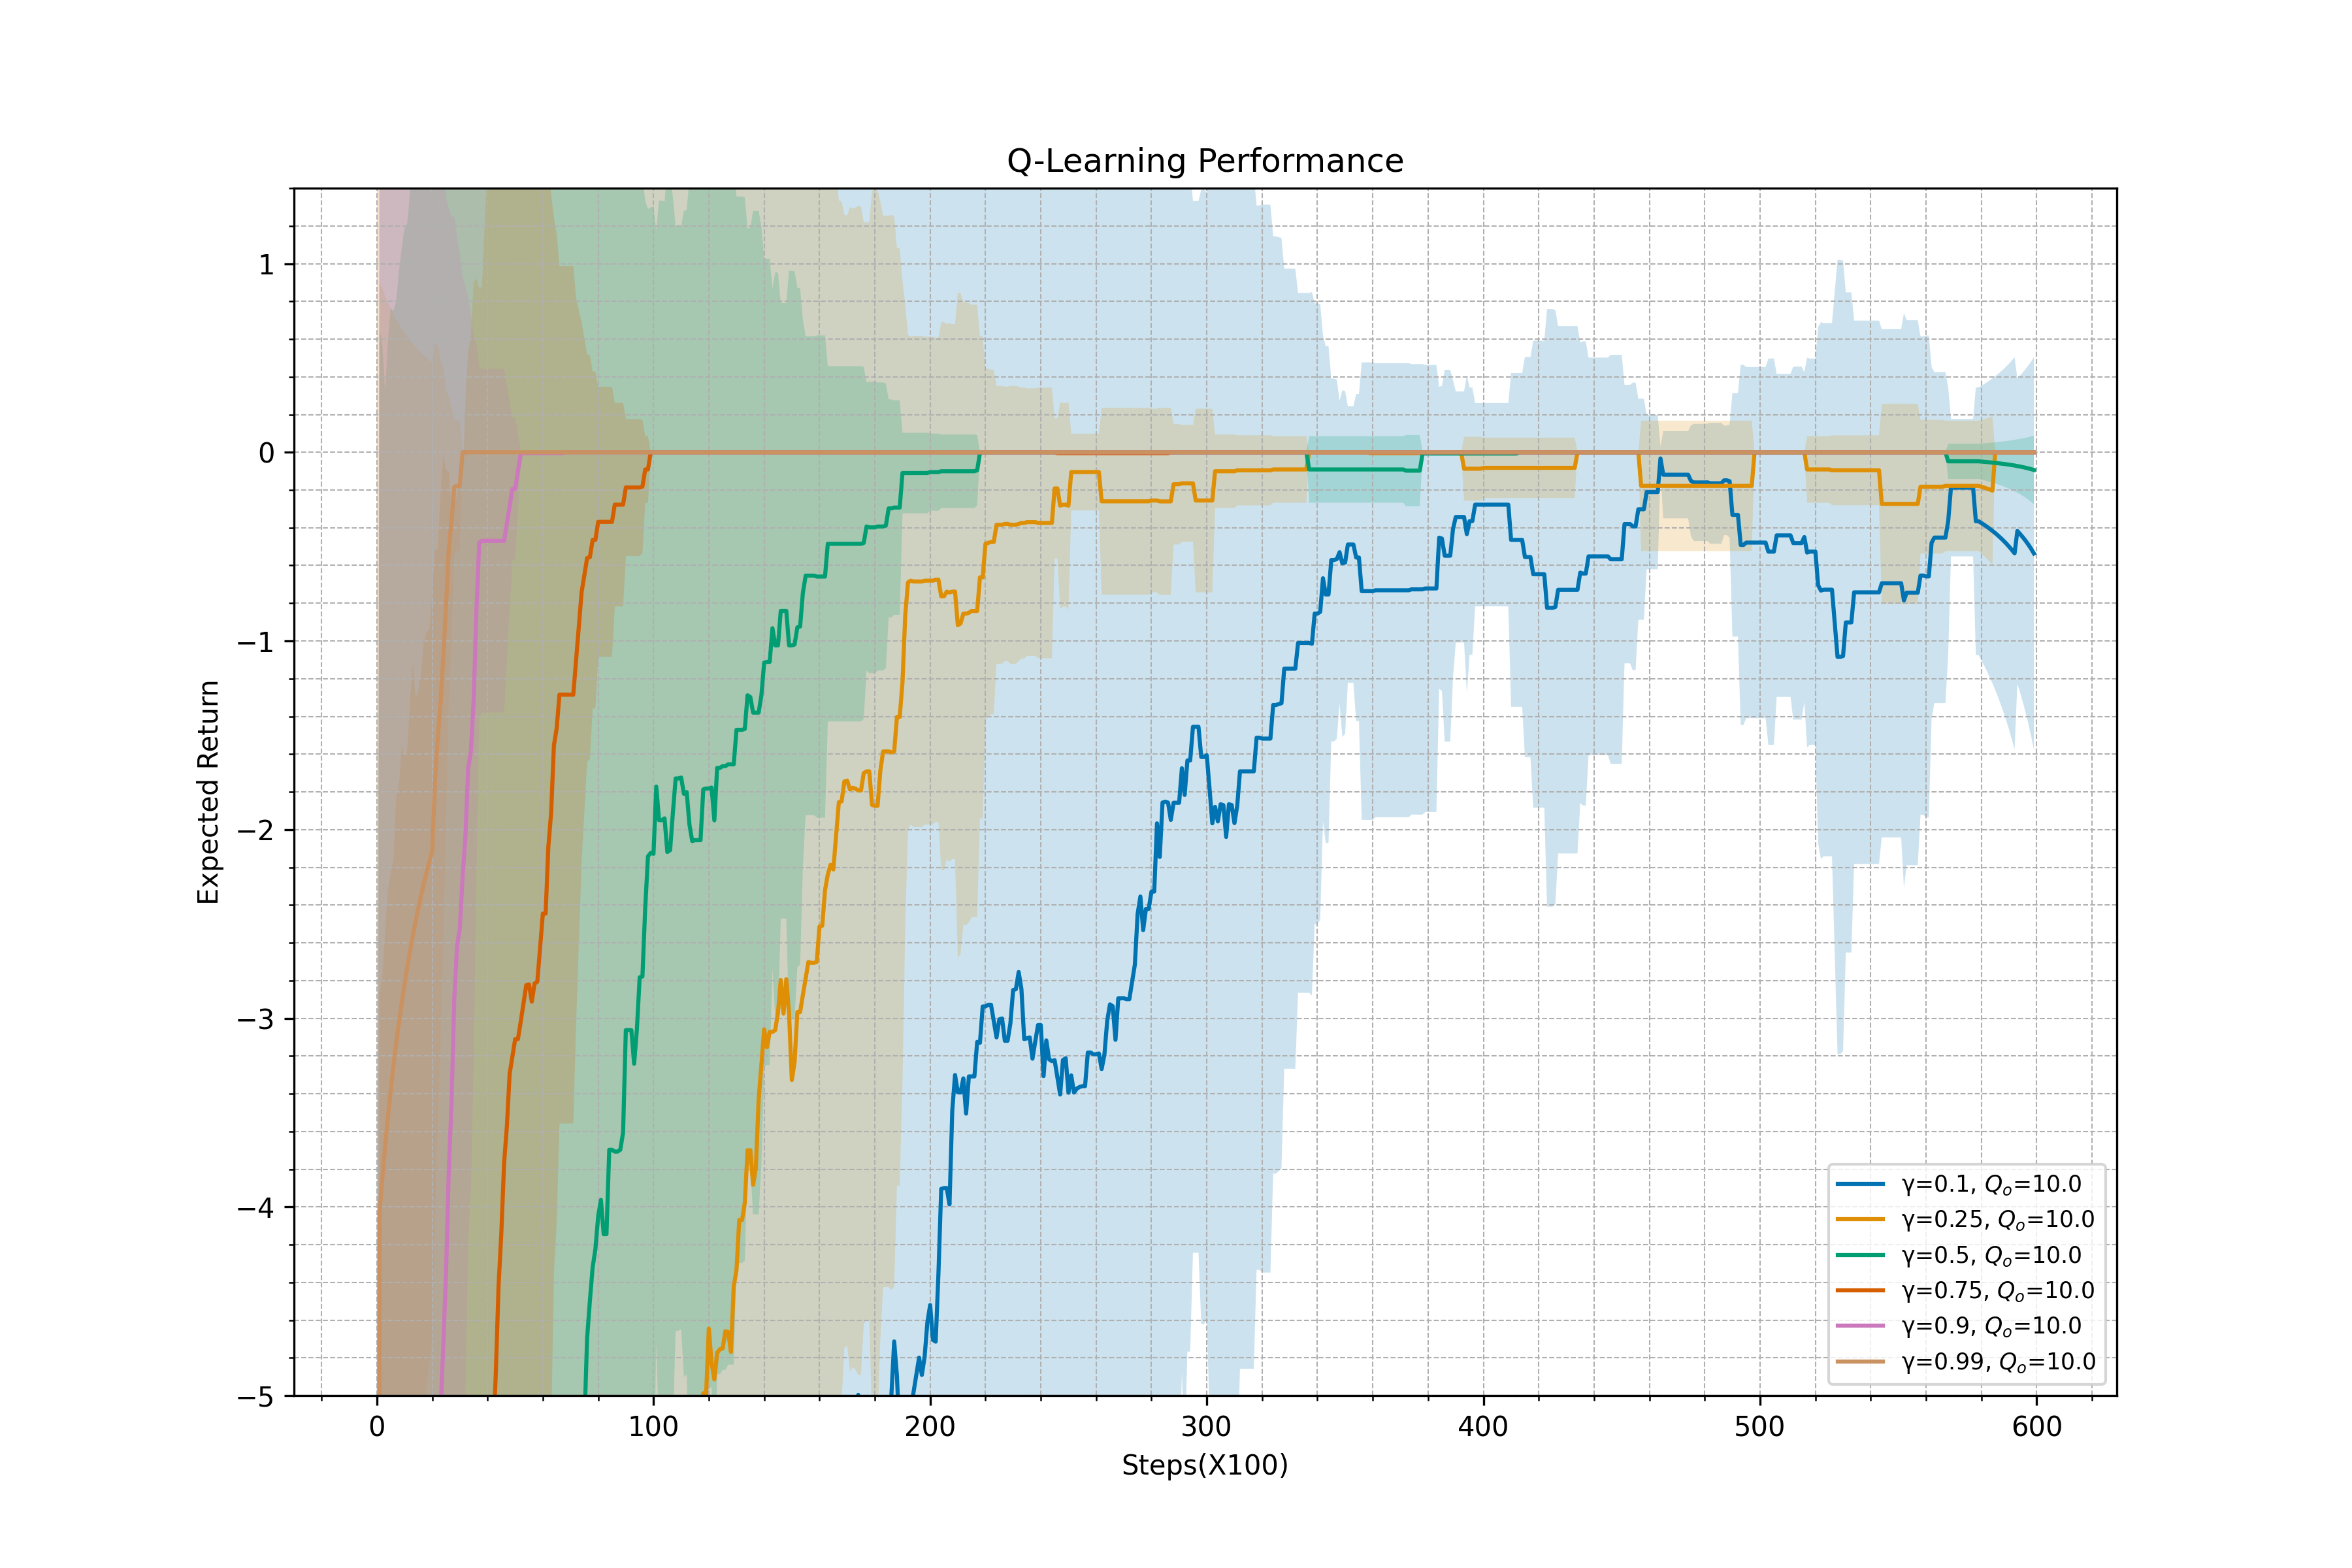 Q-Learning Performance
Expected Return
1
0
−1
−2
−3
−4
−5
0 100 200 300 400 500 600
Steps(X100)
γ=0.1, Qₒ=10.0
γ=0.25, Qₒ=10.0
γ=0.5, Qₒ=10.0
γ=0.75, Qₒ=10.0
γ=0.9, Qₒ=10.0
γ=0.99, Qₒ=10.0